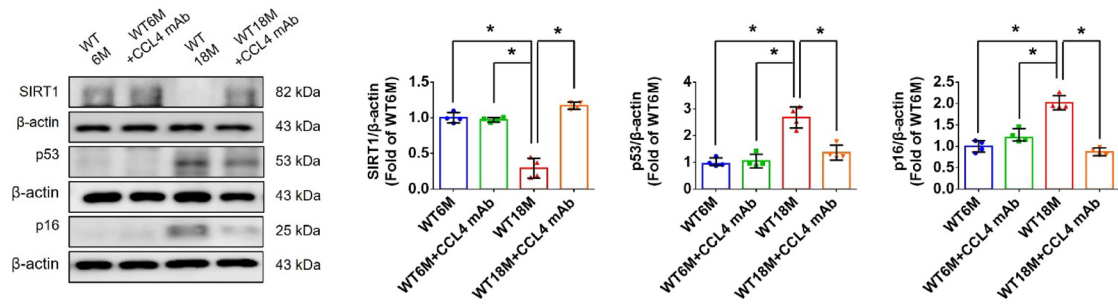 WT 6M
WT6M +CCL4 mAb
WT 18M
WT18M +CCL4 mAb
SIRT1 82 kDa
β-actin 43 kDa
p53 53 kDa
β-actin 43 kDa
p16 25 kDa
β-actin 43 kDa
SIRT1/β-actin
(Fold of WT6M)
1.5
1.0
0.5
0.0
* * *
WT6M
WT6M+CCL4 mAb
WT18M
WT18M+CCL4 mAb
p53/β-actin
(Fold of WT6M)
4
3
2
1
0
* * *
WT6M
WT6M+CCL4 mAb
WT18M
WT18M+CCL4 mAb
p16/β-actin
(Fold of WT6M)
2.5
2.0
1.5
1.0
0.5
0.0
* * *
WT6M
WT6M+CCL4 mAb
WT18M
WT18M+CCL4 mAb